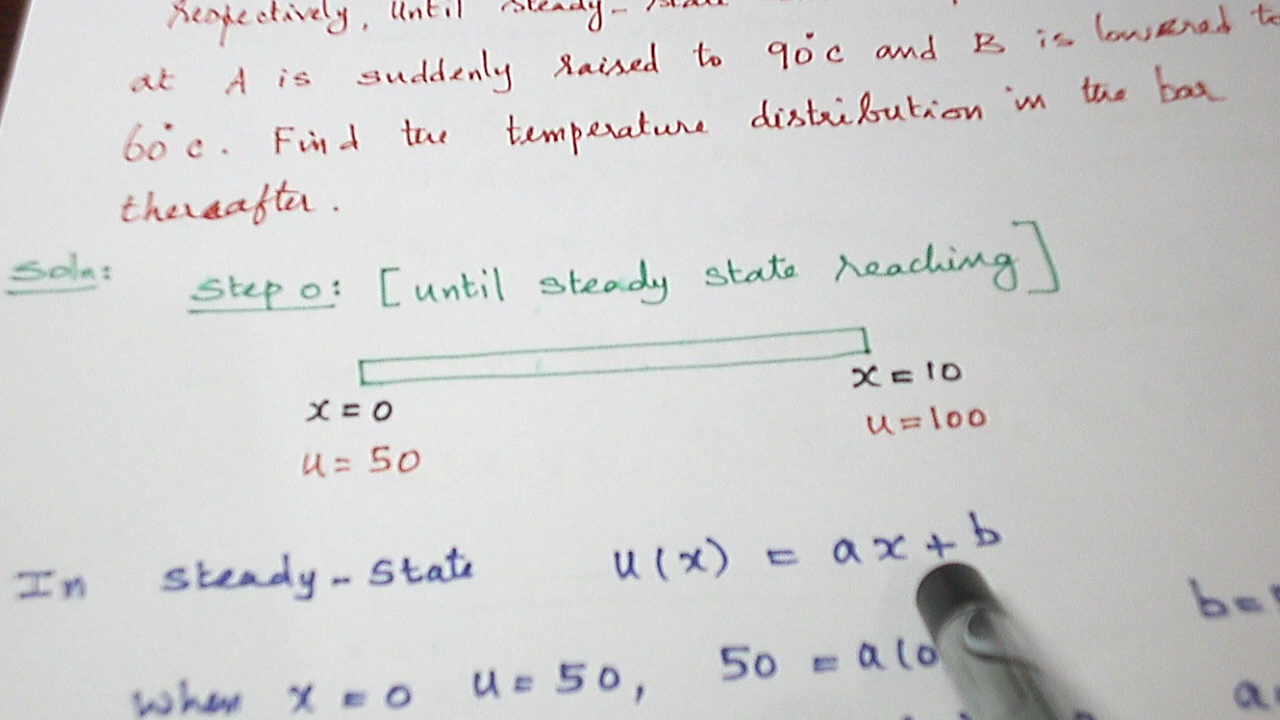 respectively, until steady-state
at A is suddenly raised to 90°c and B is lowered to
60°c. Find the temperature distribution in the bar
thereafter.
Soln: Step 0: [until steady state reaching]
x = 0
x = 10
u = 50
u = 100
In steady-state u(x) = ax + b
b =
when x = 0 u = 50, 50 = a(0
a